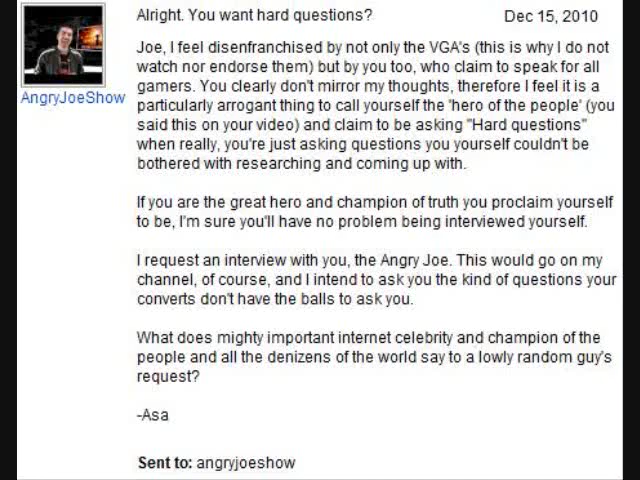 Alright. You want hard questions?
Dec 15, 2010
Joe, I feel disenfranchised by not only the VGA's (this is why I do not
watch nor endorse them) but by you too, who claim to speak for all
gamers. You clearly don't mirror my thoughts, therefore I feel it is a
AngryJoeShow
particularly arrogant thing to call yourself the 'hero of the people' (you
said this on your video) and claim to be asking "Hard questions"
when really, you're just asking questions you yourself couldn't be
bothered with researching and coming up with.
If you are the great hero and champion of truth you proclaim yourself
to be, I'm sure you'll have no problem being interviewed yourself.
I request an interview with you, the Angry Joe. This would go on my
channel, of course, and I intend to ask you the kind of questions your
converts don't have the balls to ask you.
What does mighty important internet celebrity and champion of the
people and all the denizens of the world say to a lowly random guy's
request?
-Asa
Sent to: angryjoeshow